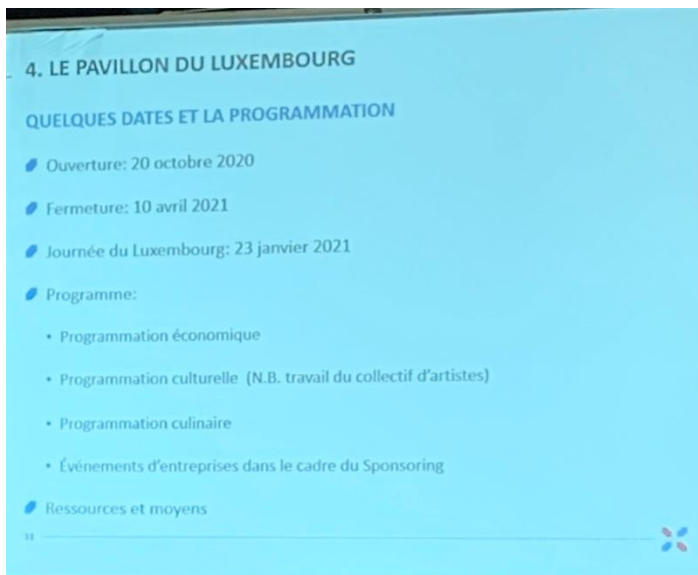 4. LE PAVILLON DU LUXEMBOURG
QUELQUES DATES ET LA PROGRAMMATION
Ouverture: 20 octobre 2020
Fermeture: 10 avril 2021
Journée du Luxembourg: 23 janvier 2021
Programme:
• Programmation économique
• Programmation culturelle (N.B. travail du collectif d'artistes)
• Programmation culinaire
• Événements d'entreprises dans le cadre du Sponsoring
Ressources et moyens